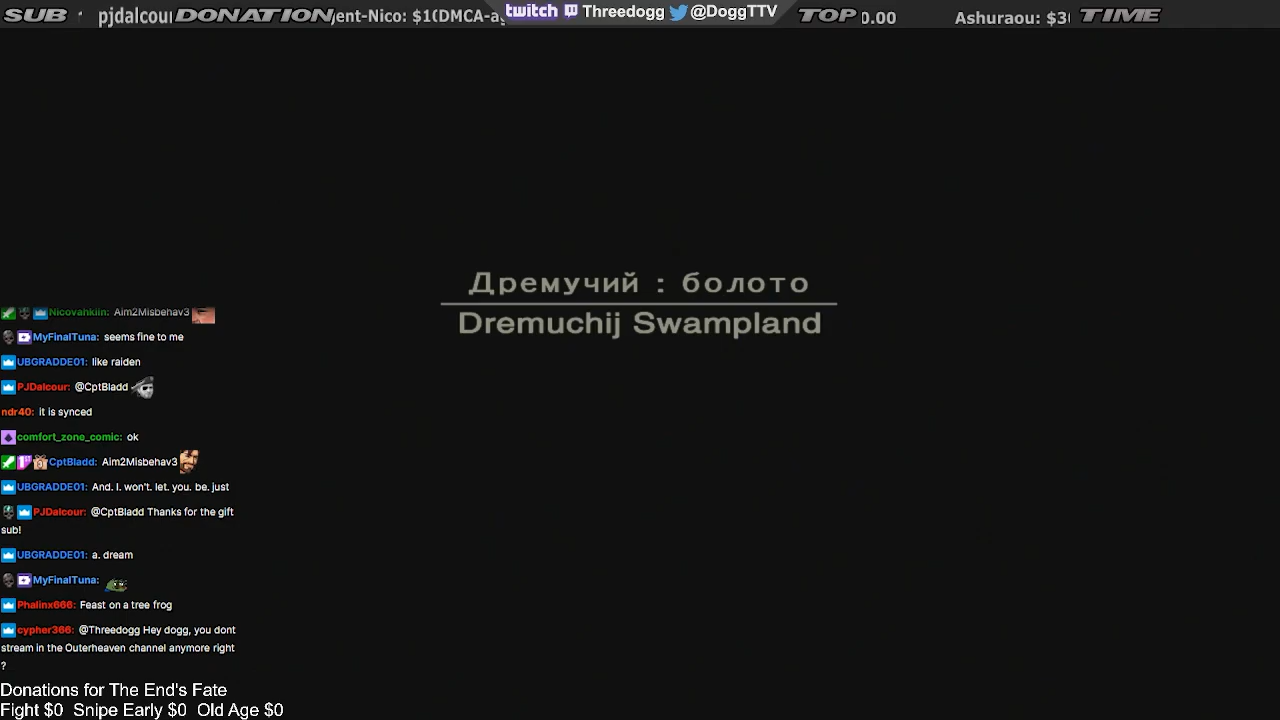 SUB pjdalcour DONATION ent-Nico: $1(DMCA-ag twitch Threedogg @DoggTTV TOP 0.00 Ashuraou: $30 TIME
Дремучий : болото
Dremuchij Swampland
Nicovahkiin: Aim2Misbehav3
MyFinalTuna: seems fine to me
UBGRADDE01: like raiden
PJDalcour: @CptBladd
ndr40: it is synced
comfort_zone_comic: ok
CptBladd: Aim2Misbehav3
UBGRADDE01: And. I. won't. let. you. be. just
PJDalcour: @CptBladd Thanks for the gift
sub!
UBGRADDE01: a. dream
MyFinalTuna:
Phalinx666: Feast on a tree frog
cypher366: @Threedogg Hey dogg, you dont
stream in the Outerheaven channel anymore right
?
Donations for The End's Fate
Fight $0 Snipe Early $0 Old Age $0